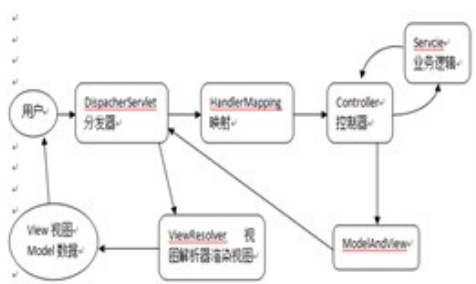 Servcie
业务逻辑
用户
DispacherServlet
分发器
HandlerMapping
映射
Controller
控制器
View 视图
Model 数据
ViewResolver 视
图解析器渲染视图
ModelAndView